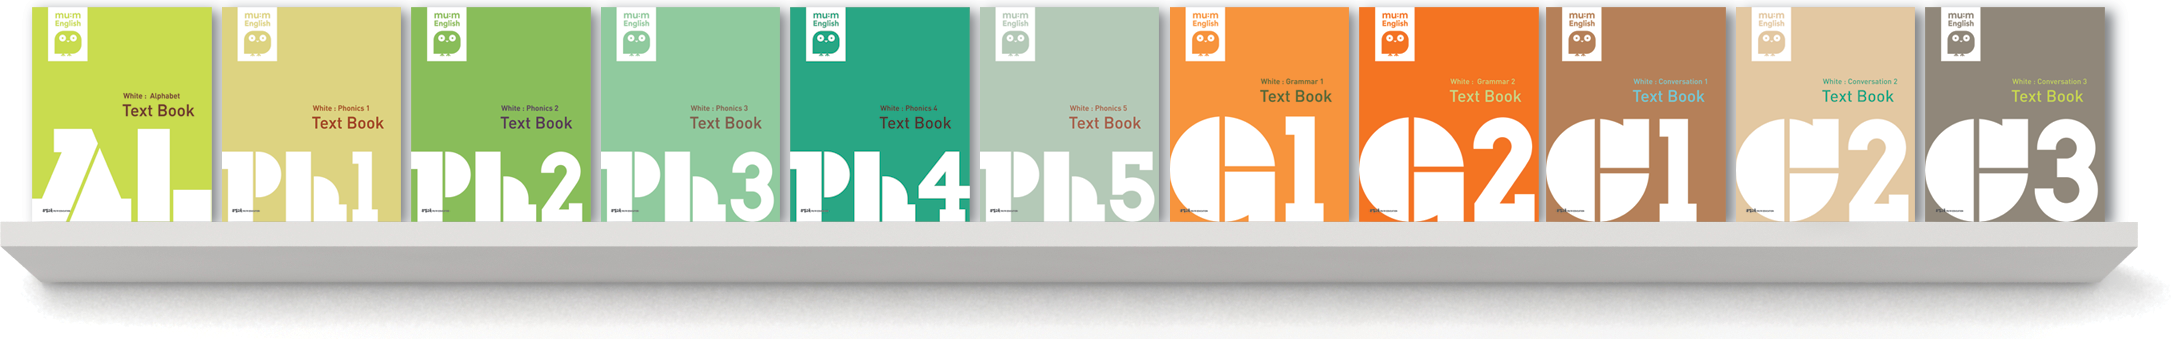 mu:m
English
White : Alphabet
Text Book
AL
mu:m
English
White : Phonics 1
Text Book
Ph1
mu:m
English
White : Phonics 2
Text Book
Ph2
mu:m
English
White : Phonics 3
Text Book
Ph3
mu:m
English
White : Phonics 4
Text Book
Ph4
mu:m
English
White : Phonics 5
Text Book
Ph5
mu:m
English
White : Grammar 1
Text Book
G1
mu:m
English
White : Grammar 2
Text Book
G2
mu:m
English
White : Conversation 1
Text Book
C1
mu:m
English
White : Conversation 2
Text Book
C2
mu:m
English
White : Conversation 3
Text Book
C3